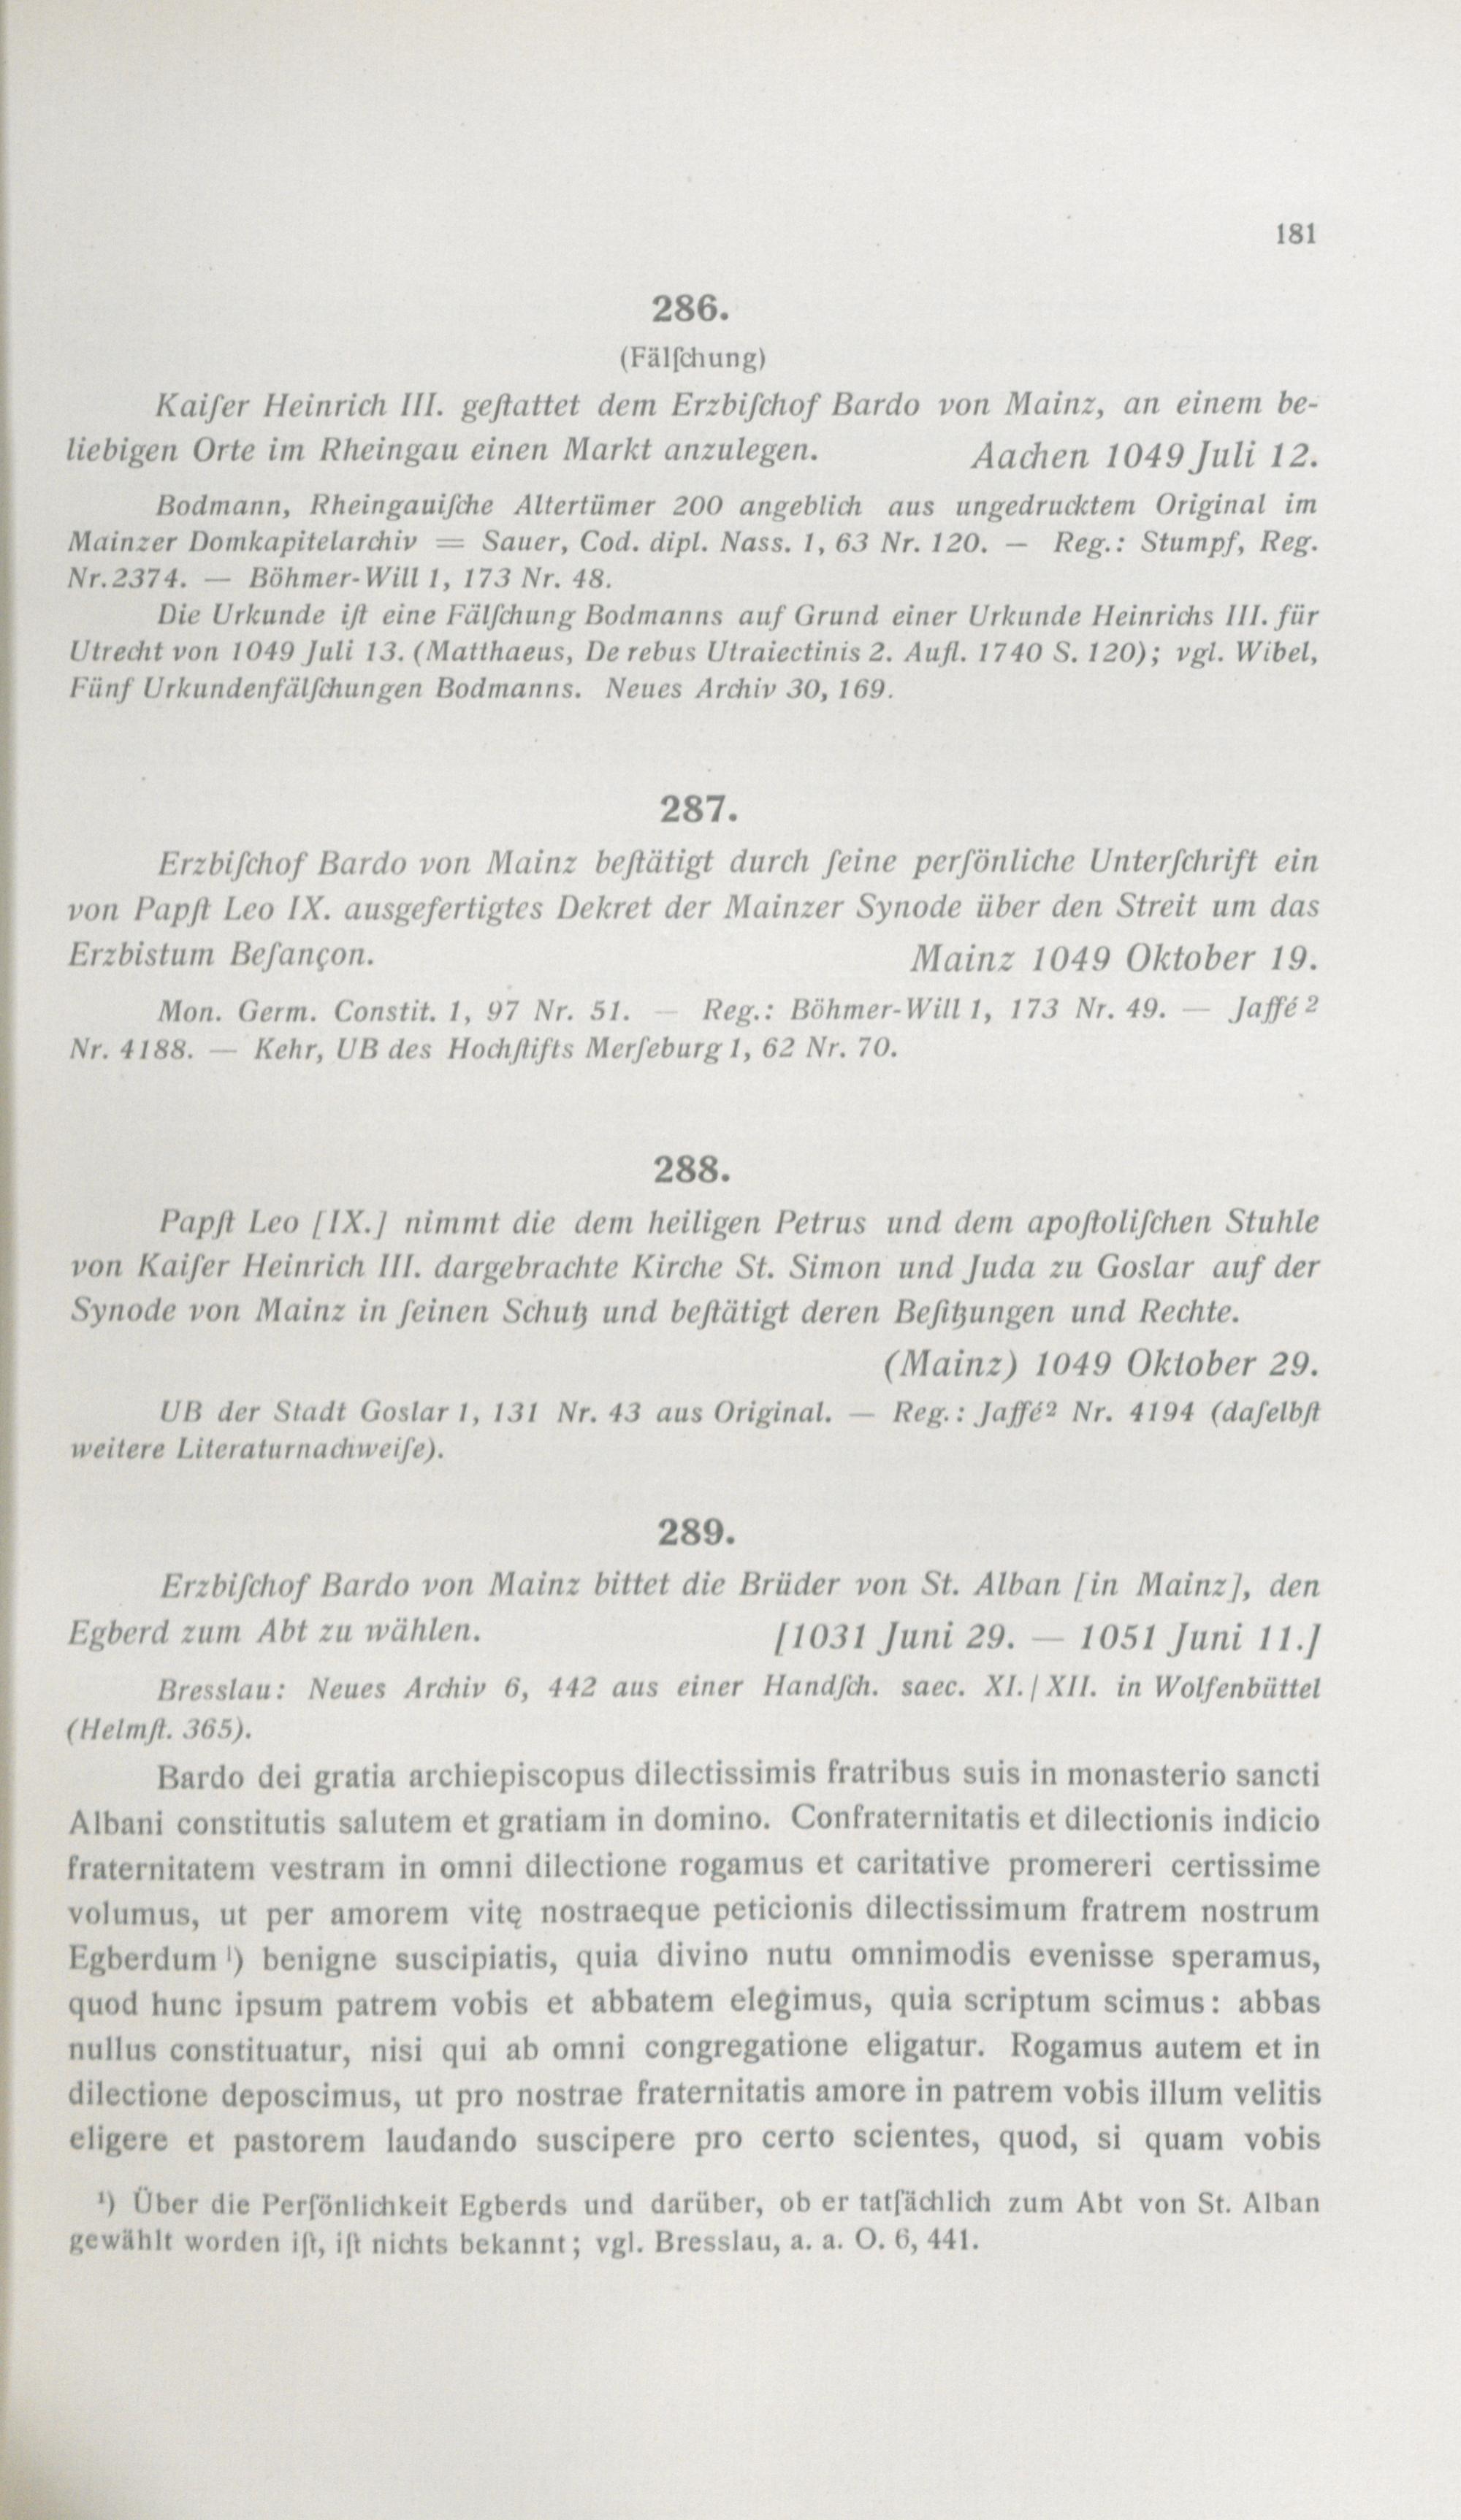 181
286.
(Fälſchung)
Kaiſer Heinrich III. geſtattet dem Erzbiſchof Bardo von Mainz, an einem be-
liebigen Orte im Rheingau einen Markt anzulegen. Aachen 1049 Juli 12.
Bodmann, Rheingauiſche Altertümer 200 angeblich aus ungedrucktem Original im
Mainzer Domkapitelarchiv = Sauer, Cod. dipl. Nass. 1, 63 Nr. 120. — Reg.: Stumpf, Reg.
Nr. 2374. — Böhmer-Will 1, 173 Nr. 48.
Die Urkunde iſt eine Fälſchung Bodmanns auf Grund einer Urkunde Heinrichs III. für
Utrecht von 1049 Juli 13. (Matthaeus, De rebus Utraiectinis 2. Aufl. 1740 S. 120); vgl. Wibel,
Fünf Urkundenfälſchungen Bodmanns. Neues Archiv 30, 169.
287.
Erzbiſchof Bardo von Mainz beſtätigt durch ſeine perſönliche Unterſchrift ein
von Papſt Leo IX. ausgefertigtes Dekret der Mainzer Synode über den Streit um das
Erzbistum Beſançon. Mainz 1049 Oktober 19.
Mon. Germ. Constit. 1, 97 Nr. 51. — Reg.: Böhmer-Will 1, 173 Nr. 49. — Jaffé 2
Nr. 4188. — Kehr, UB des Hochſtifts Merſeburg 1, 62 Nr. 70.
288.
Papſt Leo [IX.] nimmt die dem heiligen Petrus und dem apoſtoliſchen Stuhle
von Kaiſer Heinrich III. dargebrachte Kirche St. Simon und Juda zu Goslar auf der
Synode von Mainz in ſeinen Schutz und beſtätigt deren Beſitzungen und Rechte.
(Mainz) 1049 Oktober 29.
UB der Stadt Goslar 1, 131 Nr. 43 aus Original. — Reg.: Jaffé² Nr. 4194 (daſelbſt
weitere Literaturnachweiſe).
289.
Erzbiſchof Bardo von Mainz bittet die Brüder von St. Alban [in Mainz], den
Egberd zum Abt zu wählen. [1031 Juni 29. — 1051 Juni 11.]
Bresslau: Neues Archiv 6, 442 aus einer Handſch. saec. XI./XII. in Wolfenbüttel
(Helmſt. 365).
Bardo dei gratia archiepiscopus dilectissimis fratribus suis in monasterio sancti
Albani constitutis salutem et gratiam in domino. Confraternitatis et dilectionis indicio
fraternitatem vestram in omni dilectione rogamus et caritative promereri certissime
volumus, ut per amorem vitę nostraeque peticionis dilectissimum fratrem nostrum
Egberdum ¹) benigne suscipiatis, quia divino nutu omnimodis evenisse speramus,
quod hunc ipsum patrem vobis et abbatem elegimus, quia scriptum scimus: abbas
nullus constituatur, nisi qui ab omni congregatione eligatur. Rogamus autem et in
dilectione deposcimus, ut pro nostrae fraternitatis amore in patrem vobis illum velitis
eligere et pastorem laudando suscipere pro certo scientes, quod, si quam vobis
¹) Über die Perſönlichkeit Egberds und darüber, ob er tatſächlich zum Abt von St. Alban
gewählt worden iſt, iſt nichts bekannt; vgl. Bresslau, a. a. O. 6, 441.